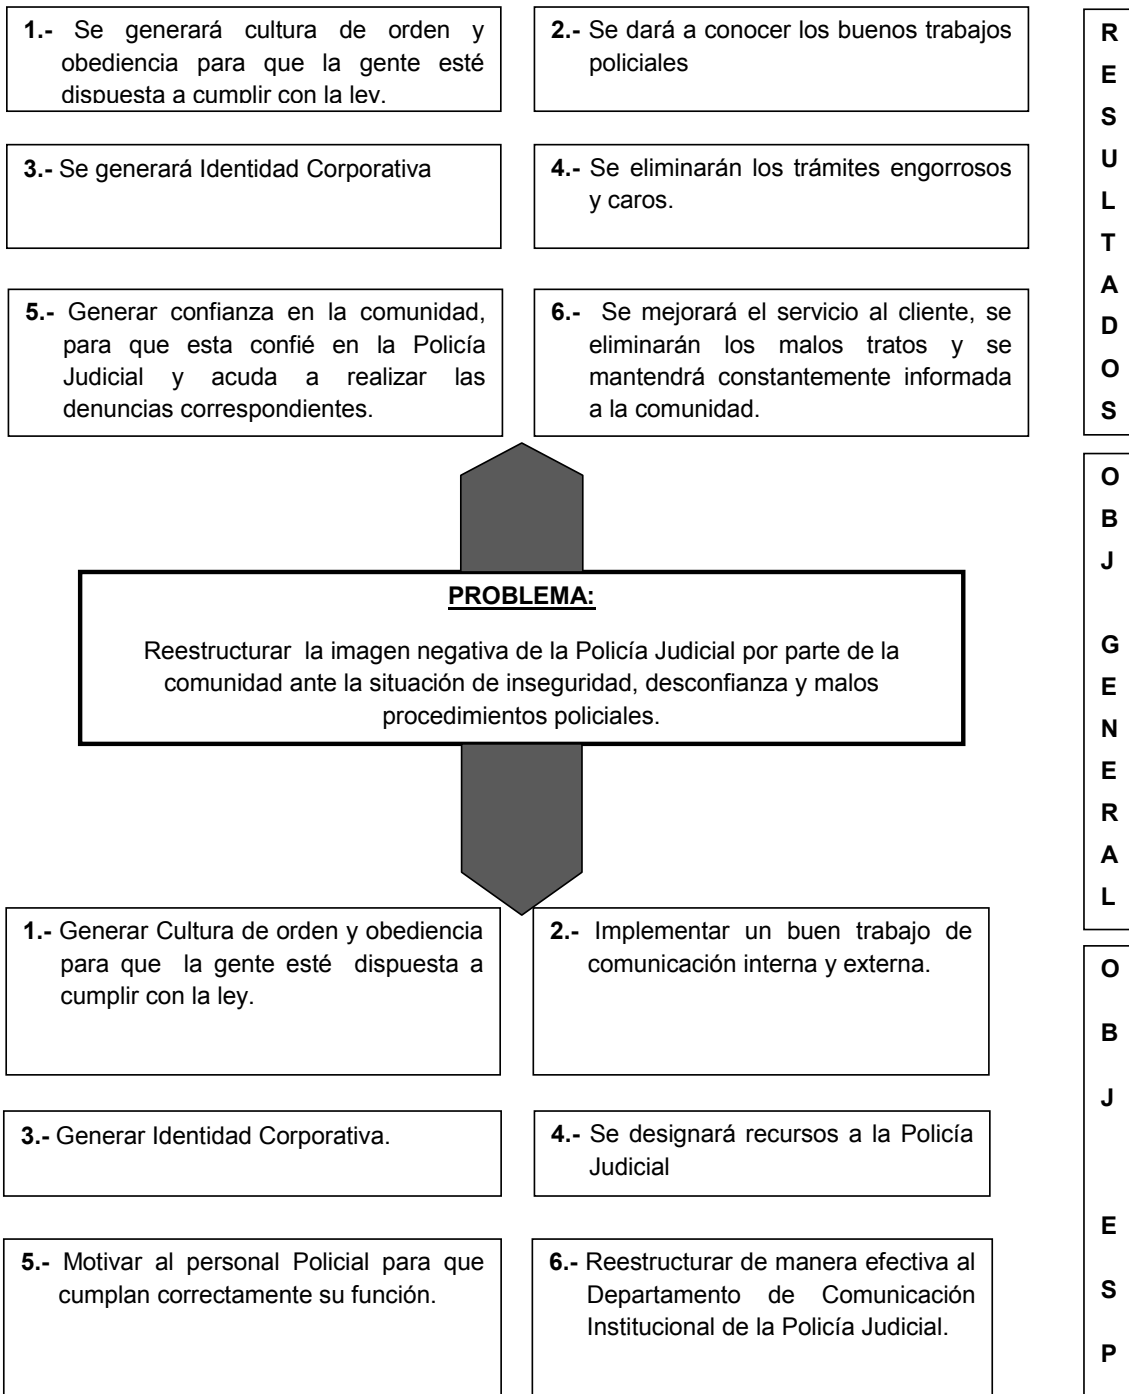 1.- Se generará cultura de orden y
obediencia para que la gente esté
dispuesta a cumplir con la ley.
2.- Se dará a conocer los buenos trabajos
policiales
3.- Se generará Identidad Corporativa
4.- Se eliminarán los trámites engorrosos
y caros.
5.- Generar confianza en la comunidad,
para que esta confié en la Policía
Judicial y acuda a realizar las
denuncias correspondientes.
6.- Se mejorará el servicio al cliente, se
eliminarán los malos tratos y se
mantendrá constantemente informada
a la comunidad.
R
E
S
U
L
T
A
D
O
S
PROBLEMA:
Reestructurar la imagen negativa de la Policía Judicial por parte de la
comunidad ante la situación de inseguridad, desconfianza y malos
procedimientos policiales.
O
B
J
G
E
N
E
R
A
L
1.- Generar Cultura de orden y obediencia
para que la gente esté dispuesta a
cumplir con la ley.
2.- Implementar un buen trabajo de
comunicación interna y externa.
3.- Generar Identidad Corporativa.
4.- Se designará recursos a la Policía
Judicial
5.- Motivar al personal Policial para que
cumplan correctamente su función.
6.- Reestructurar de manera efectiva al
Departamento de Comunicación
Institucional de la Policía Judicial.
O
B
J
E
S
P